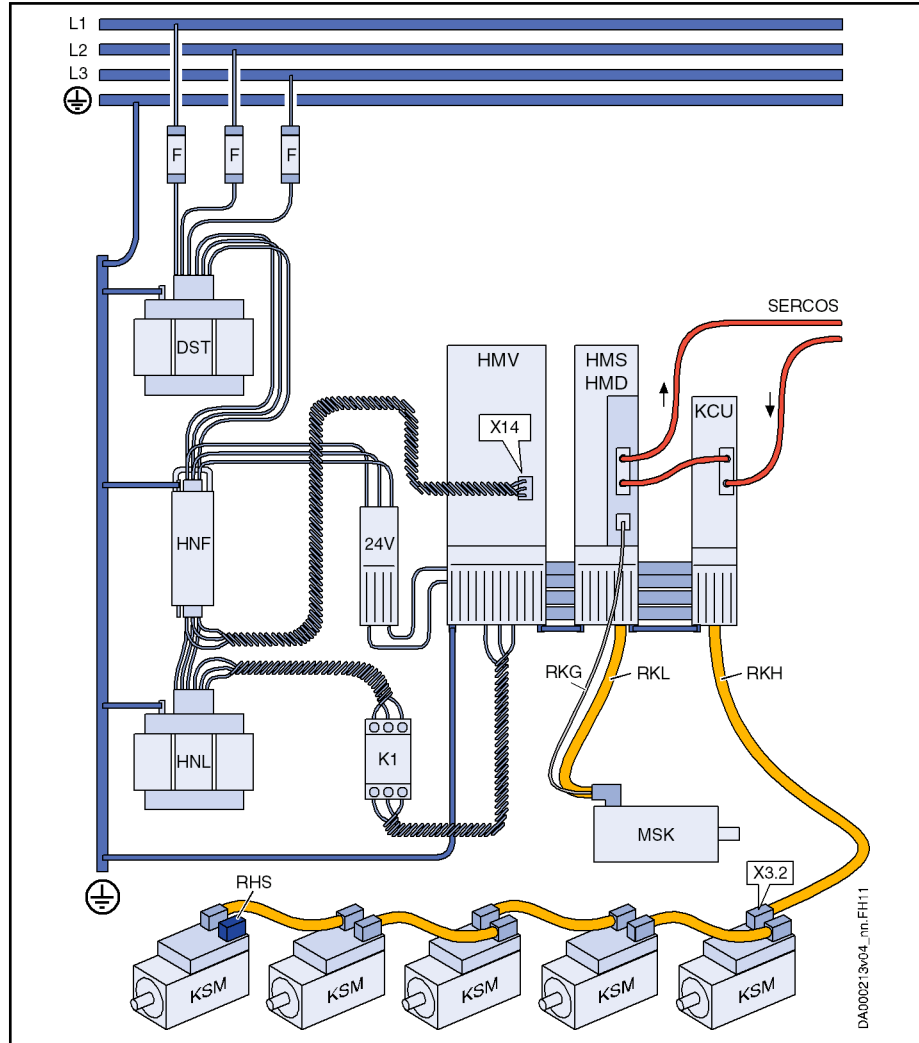 L1
L2
L3
F
F
F
DST
SERCOS
HMV
HMS
HMD
KCU
X14
HNF
24V
RKG
RKL
RKH
HNL
K1
MSK
X3.2
RHS
KSM
KSM
KSM
KSM
KSM
DA000213v04_nn.FH11